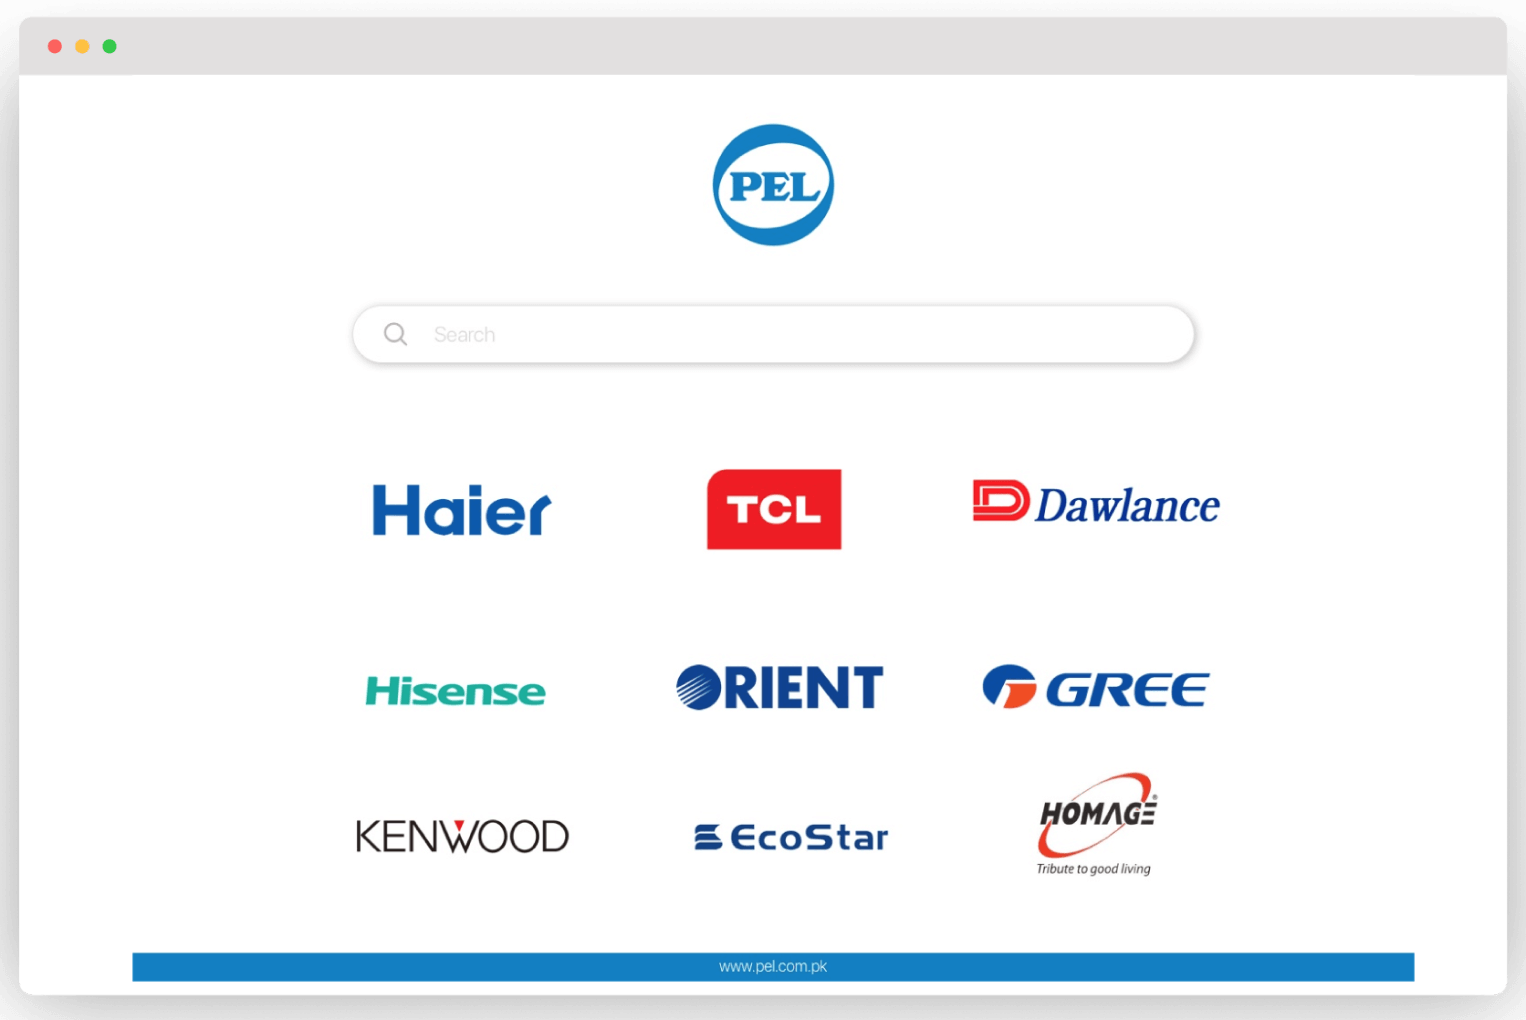 PEL
Search
Haier
TCL
Dawlance
Hisense
ORIENT
GREE
KENWOOD
EcoStar
HOMAGE®
Tribute to good living
www.pel.com.pk